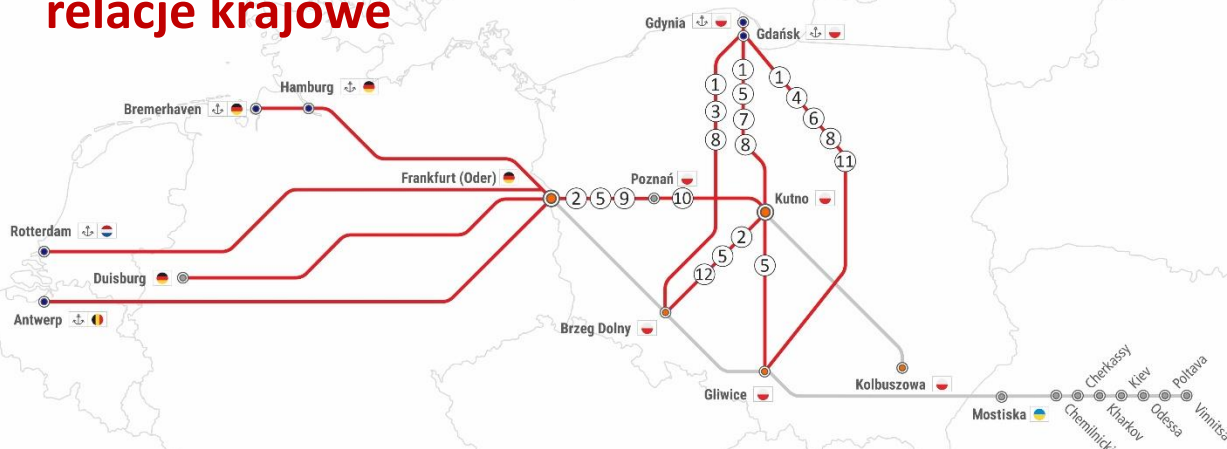 relacje krajowe
Gdynia
Gdańsk
Hamburg
Bremerhaven
1
3
8
1
5
7
8
1
4
6
8
11
Frankfurt (Oder)
2
5
9
Poznań
10
Kutno
Rotterdam
Duisburg
Antwerp
2
5
12
5
Brzeg Dolny
Gliwice
Kolbuszowa
Mostiska
Chemilnicki
Cherkassy
Kharkov
Kiev
Odessa
Poltava
Vinnitsa